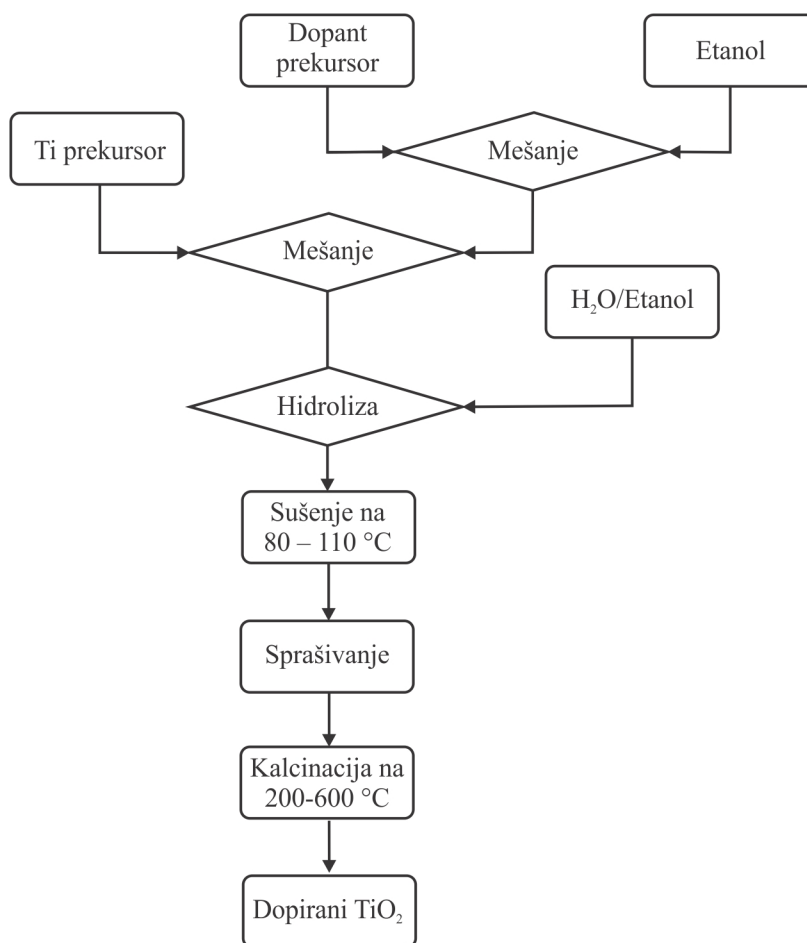 Dopant
prekursor
Etanol
Ti prekursor
Mešanje
Mešanje
H₂O/Etanol
Hidroliza
Sušenje na
80 – 110 °C
Sprašivanje
Kalcinacija na
200-600 °C
Dopirani TiO₂